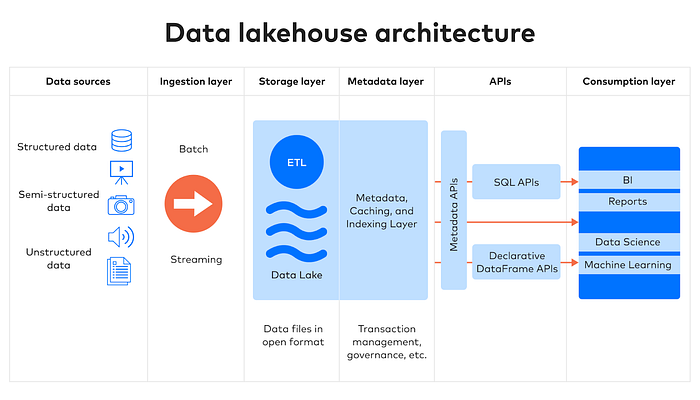 Data lakehouse architecture
Data sources
Ingestion layer
Storage layer
Metadata layer
APIs
Consumption layer
Structured data
Semi-structured
data
Unstructured
data
Batch
Streaming
ETL
Data Lake
Data files in
open format
Metadata,
Caching, and
Indexing Layer
Transaction
management,
governance, etc.
Metadata APIs
SQL APIs
Declarative
DataFrame APIs
BI
Reports
Data Science
Machine Learning